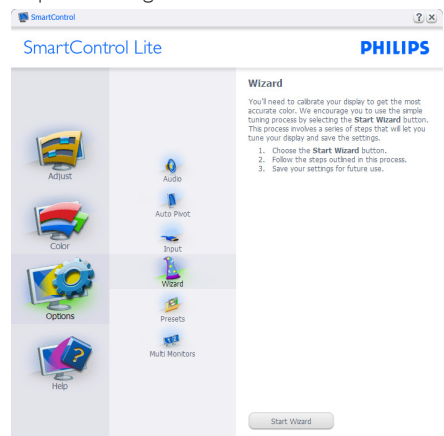 SmartControl
SmartControl Lite
PHILIPS
Adjust
Color
Options
Help
Audio
Auto Pivot
Input
Wizard
Presets
Multi Monitors
Wizard
You'll need to calibrate your display to get the most
accurate color. We encourage you to use the simple
tuning process by selecting the Start Wizard button.
This process involves a series of steps that will let you
tune your display and save the settings.
1. Choose the Start Wizard button.
2. Follow the steps outlined in this process.
3. Save your settings for future use.
Start Wizard